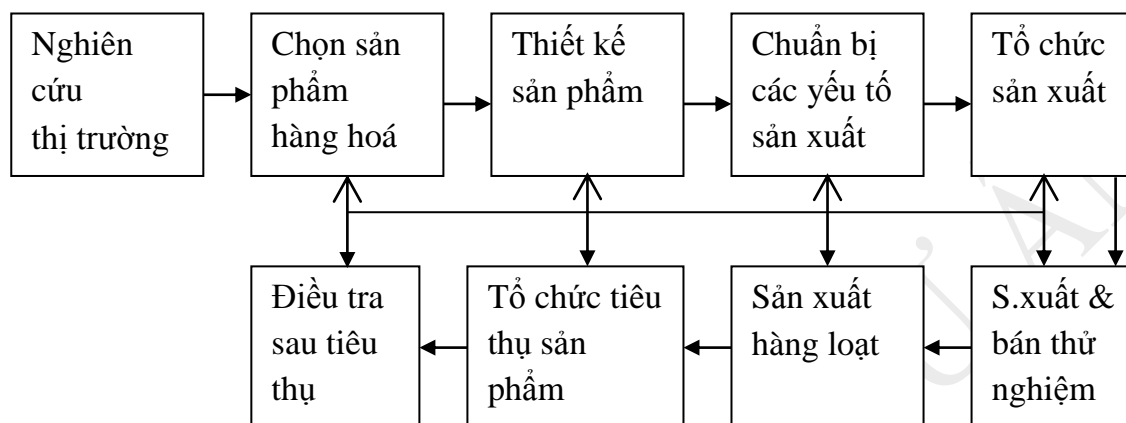 Nghiên
cứu
thị trường
Chọn sản
phẩm
hàng hoá
Thiết kế
sản phẩm
Chuẩn bị
các yếu tố
sản xuất
Tổ chức
sản xuất
Điều tra
sau tiêu
thụ
Tổ chức tiêu
thụ sản
phẩm
Sản xuất
hàng loạt
S.xuất &
bán thử
nghiệm